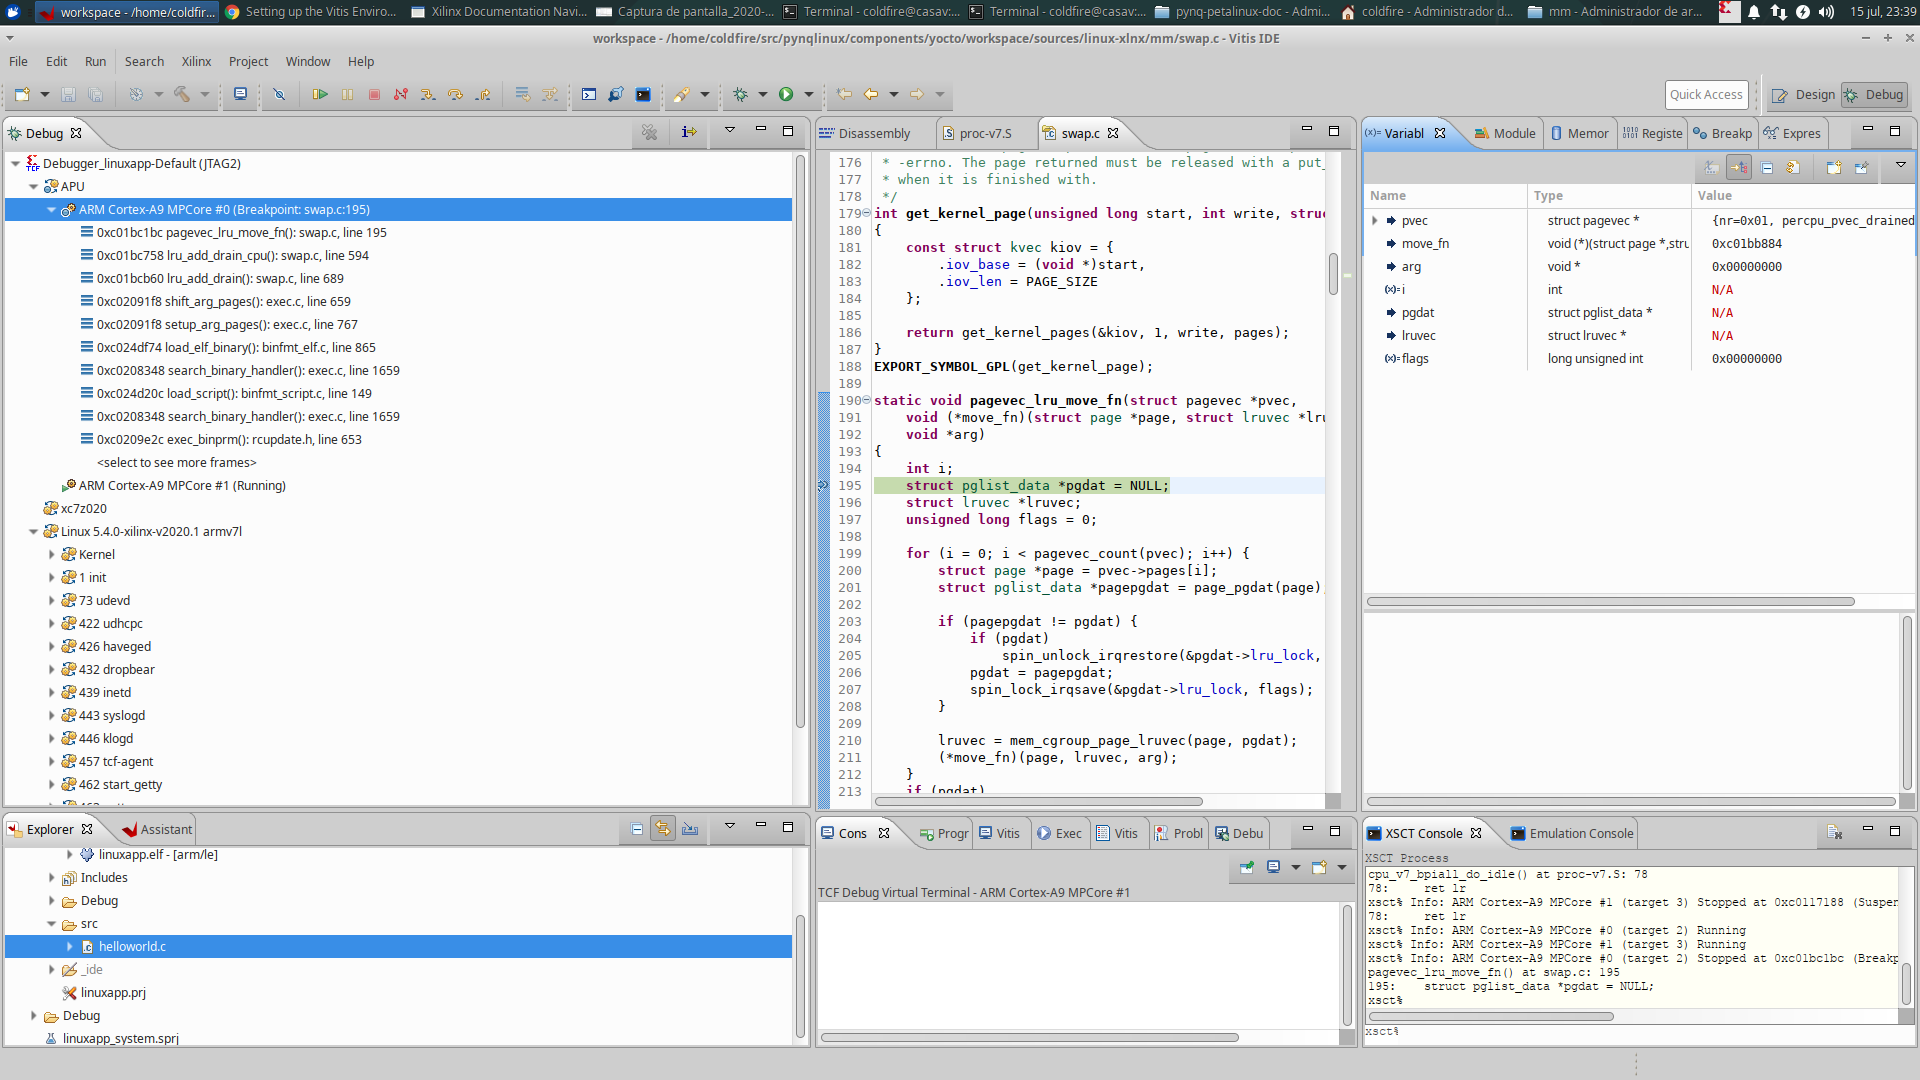 workspace - /home/coldfir...
Setting up the Vitis Enviro...
Xilinx Documentation Navi...
Captura de pantalla_2020-...
Terminal - coldfire@casav:...
Terminal - coldfire@casav:...
pynq-petalinux-doc - Admi...
coldfire - Administrador d...
mm - Administrador de ar...
15 jul, 23:39
workspace - /home/coldfire/src/pynqlinux/components/yocto/workspace/sources/linux-xlnx/mm/swap.c - Vitis IDE
File Edit Run Search Xilinx Project Window Help
Quick Access
Design
Debug
Debug
Debugger_linuxapp-Default (JTAG2)
APU
ARM Cortex-A9 MPCore #0 (Breakpoint: swap.c:195)
0xc01bc1bc pagevec_lru_move_fn(): swap.c, line 195
0xc01bc758 lru_add_drain_cpu(): swap.c, line 594
0xc01bcb60 lru_add_drain(): swap.c, line 689
0xc02091f8 shift_arg_pages(): exec.c, line 659
0xc02091f8 setup_arg_pages(): exec.c, line 767
0xc024df74 load_elf_binary(): binfmt_elf.c, line 865
0xc0208348 search_binary_handler(): exec.c, line 1659
0xc024d20c load_script(): binfmt_script.c, line 149
0xc0208348 search_binary_handler(): exec.c, line 1659
0xc0209e2c exec_binprm(): rcupdate.h, line 653
<select to see more frames>
ARM Cortex-A9 MPCore #1 (Running)
xc7z020
Linux 5.4.0-xilinx-v2020.1 armv7l
Kernel
1 init
73 udevd
422 udhcpc
426 haveged
432 dropbear
439 inetd
443 syslogd
446 klogd
457 tcf-agent
462 start_getty
Disassembly
proc-v7.S
swap.c
176 * -errno. The page returned must be released with a put_
177 * when it is finished with.
178 */
179 int get_kernel_page(unsigned long start, int write, struc
180 {
181 const struct kvec kiov = {
182 .iov_base = (void *)start,
183 .iov_len = PAGE_SIZE
184 };
185
186 return get_kernel_pages(&kiov, 1, write, pages);
187 }
188 EXPORT_SYMBOL_GPL(get_kernel_page);
189
190 static void pagevec_lru_move_fn(struct pagevec *pvec,
191 void (*move_fn)(struct page *page, struct lruvec *lru
192 void *arg)
193 {
194 int i;
195 struct pglist_data *pgdat = NULL;
196 struct lruvec *lruvec;
197 unsigned long flags = 0;
198
199 for (i = 0; i < pagevec_count(pvec); i++) {
200 struct page *page = pvec->pages[i];
201 struct pglist_data *pagepgdat = page_pgdat(page)
202
203 if (pagepgdat != pgdat) {
204 if (pgdat)
205 spin_unlock_irqrestore(&pgdat->lru_lock,
206 pgdat = pagepgdat;
207 spin_lock_irqsave(&pgdat->lru_lock, flags);
208 }
209
210 lruvec = mem_cgroup_page_lruvec(page, pgdat);
211 (*move_fn)(page, lruvec, arg);
212 }
213 if (pgdat)
Variabl
Module
Memor
Registe
Breakp
Expres
Name Type Value
pvec struct pagevec * {nr=0x01, percpu_pvec_drained
move_fn void (*)(struct page *,stru 0xc01bb884
arg void * 0x00000000
i int N/A
pgdat struct pglist_data * N/A
lruvec struct lruvec * N/A
flags long unsigned int 0x00000000
Explorer
Assistant
linuxapp.elf - [arm/le]
Includes
Debug
src
helloworld.c
_ide
linuxapp.prj
Debug
linuxapp_system.sprj
Cons
Progr
Vitis
Exec
Vitis
Probl
Debu
TCF Debug Virtual Terminal - ARM Cortex-A9 MPCore #1
XSCT Console
Emulation Console
XSCT Process
cpu_v7_bpiall_do_idle() at proc-v7.S: 78
78: ret lr
xsct% Info: ARM Cortex-A9 MPCore #1 (target 3) Stopped at 0xc0117188 (Suspen
78: ret lr
xsct% Info: ARM Cortex-A9 MPCore #0 (target 2) Running
xsct% Info: ARM Cortex-A9 MPCore #1 (target 3) Running
xsct% Info: ARM Cortex-A9 MPCore #0 (target 2) Stopped at 0xc01bc1bc (Breakp
pagevec_lru_move_fn() at swap.c: 195
195: struct pglist_data *pgdat = NULL;
xsct%
xsct%